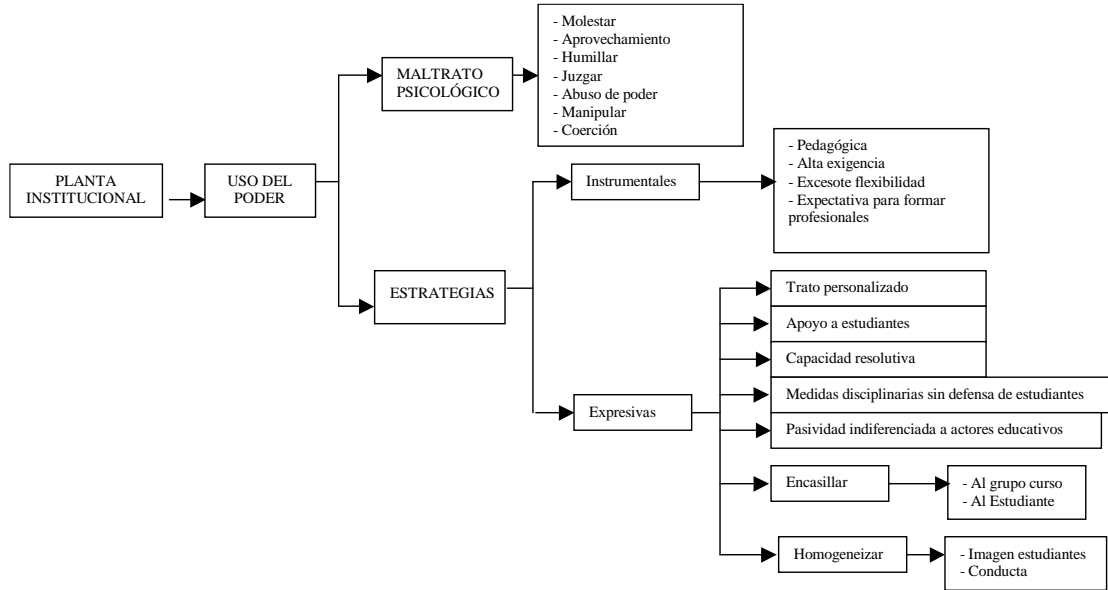 PLANTA
INSTITUCIONAL
USO DEL
PODER
MALTRATO
PSICOLÓGICO
- Molestar
- Aprovechamiento
- Humillar
- Juzgar
- Abuso de poder
- Manipular
- Coerción
ESTRATEGIAS
Instrumentales
- Pedagógica
- Alta exigencia
- Excesote flexibilidad
- Expectativa para formar
profesionales
Expresivas
Trato personalizado
Apoyo a estudiantes
Capacidad resolutiva
Medidas disciplinarias sin defensa de estudiantes
Pasividad indiferenciada a actores educativos
Encasillar
- Al grupo curso
- Al Estudiante
Homogeneizar
- Imagen estudiantes
- Conducta